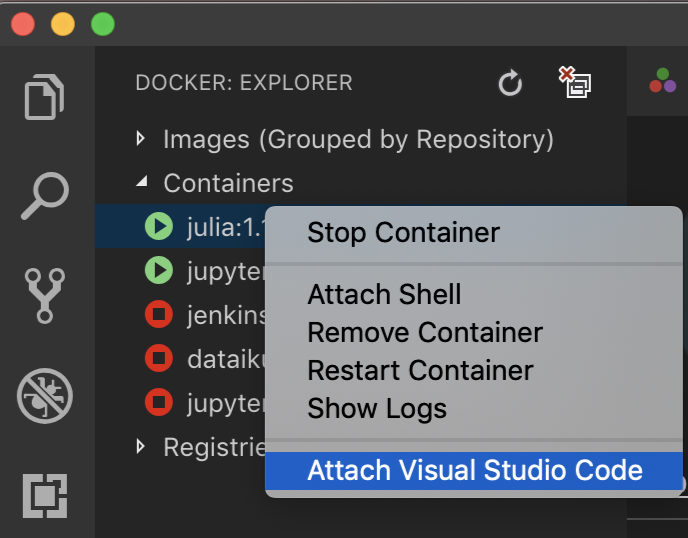 DOCKER: EXPLORER
Images (Grouped by Repository)
Containers
julia:1.1
Stop Container
jupyter
Attach Shell
jenkins
Remove Container
dataiku
Restart Container
jupyter
Show Logs
Registrie
Attach Visual Studio Code